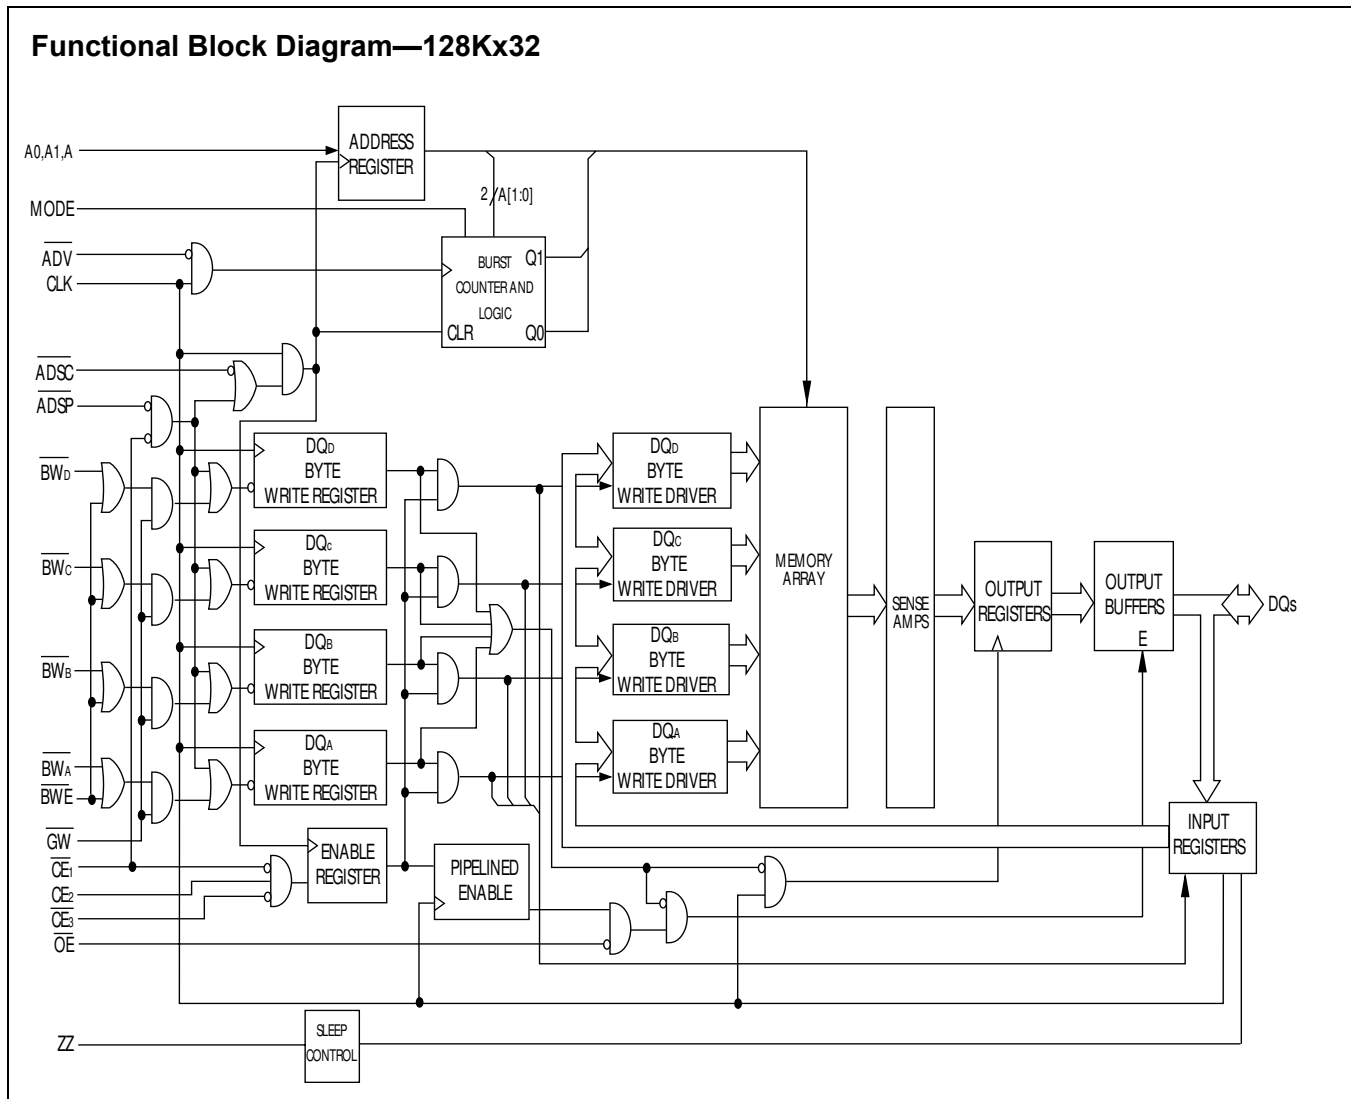 Functional Block Diagram—128Kx32
A0,A1,A
ADDRESS
REGISTER
2 A[1:0]
MODE
ADV
CLK
BURST
COUNTER AND
LOGIC
Q1
CLR
Q0
ADSC
ADSP
BWD
DQD
BYTE
WRITE REGISTER
DQD
BYTE
WRITE DRIVER
BWC
DQc
BYTE
WRITE REGISTER
DQC
BYTE
WRITE DRIVER
MEMORY
ARRAY
SENSE
AMPS
OUTPUT
REGISTERS
OUTPUT
BUFFERS
E
DQs
BWB
DQB
BYTE
WRITE REGISTER
DQB
BYTE
WRITE DRIVER
BWA
BWE
DQA
BYTE
WRITE REGISTER
DQA
BYTE
WRITE DRIVER
GW
CE1
CE2
CE3
OE
ENABLE
REGISTER
PIPELINED
ENABLE
INPUT
REGISTERS
ZZ
SLEEP
CONTROL